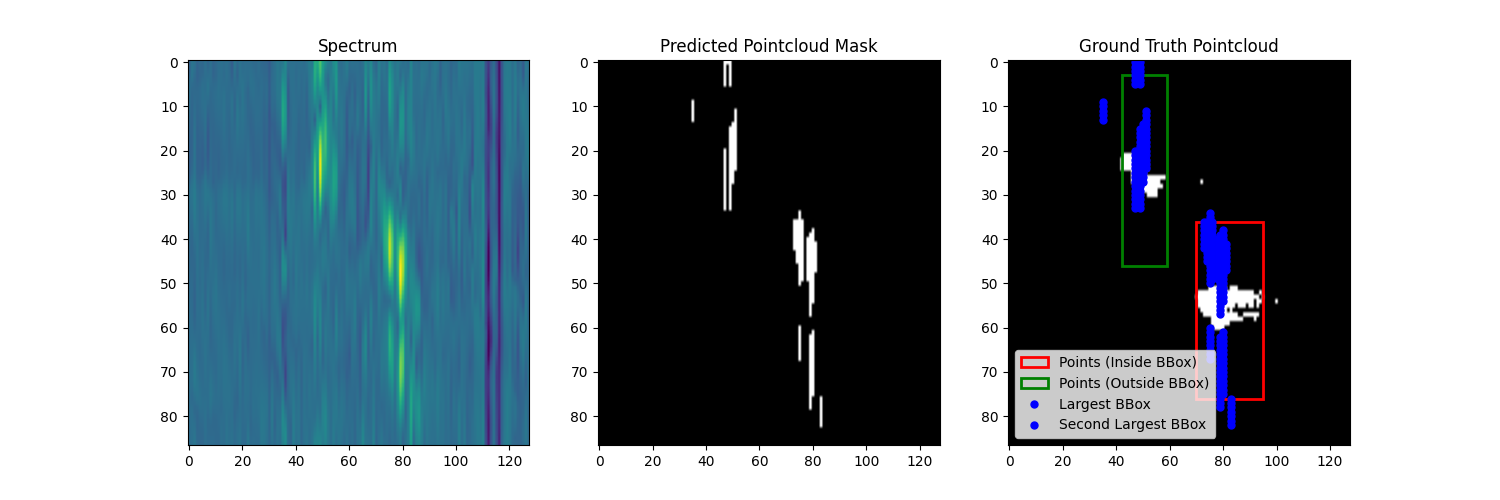 Spectrum
0
10
20
30
40
50
60
70
80
0 20 40 60 80 100 120
Predicted Pointcloud Mask
0
10
20
30
40
50
60
70
80
0 20 40 60 80 100 120
Ground Truth Pointcloud
0
10
20
30
40
50
60
70
80
Points (Inside BBox)
Points (Outside BBox)
Largest BBox
Second Largest BBox
0 20 40 60 80 100 120